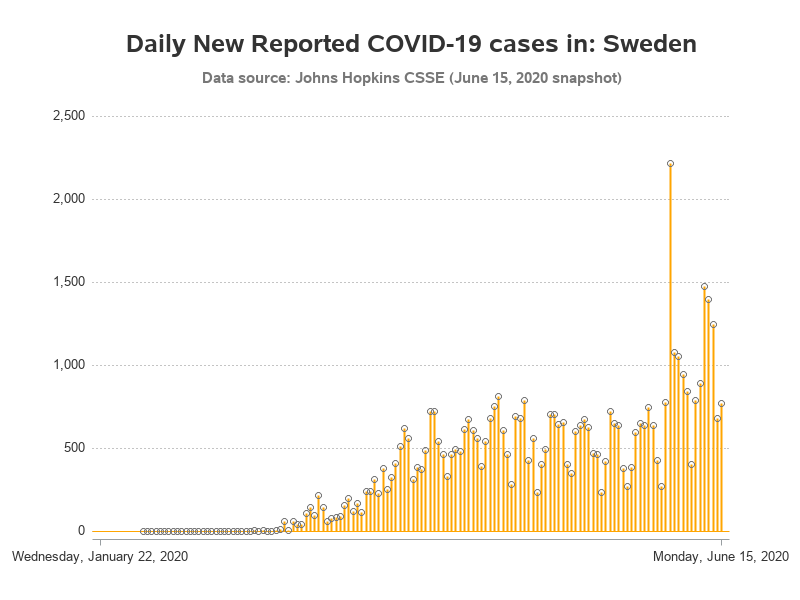 Daily New Reported COVID-19 cases in: Sweden
Data source: Johns Hopkins CSSE (June 15, 2020 snapshot)
2,500
2,000
1,500
1,000
500
0
Wednesday, January 22, 2020 Monday, June 15, 2020